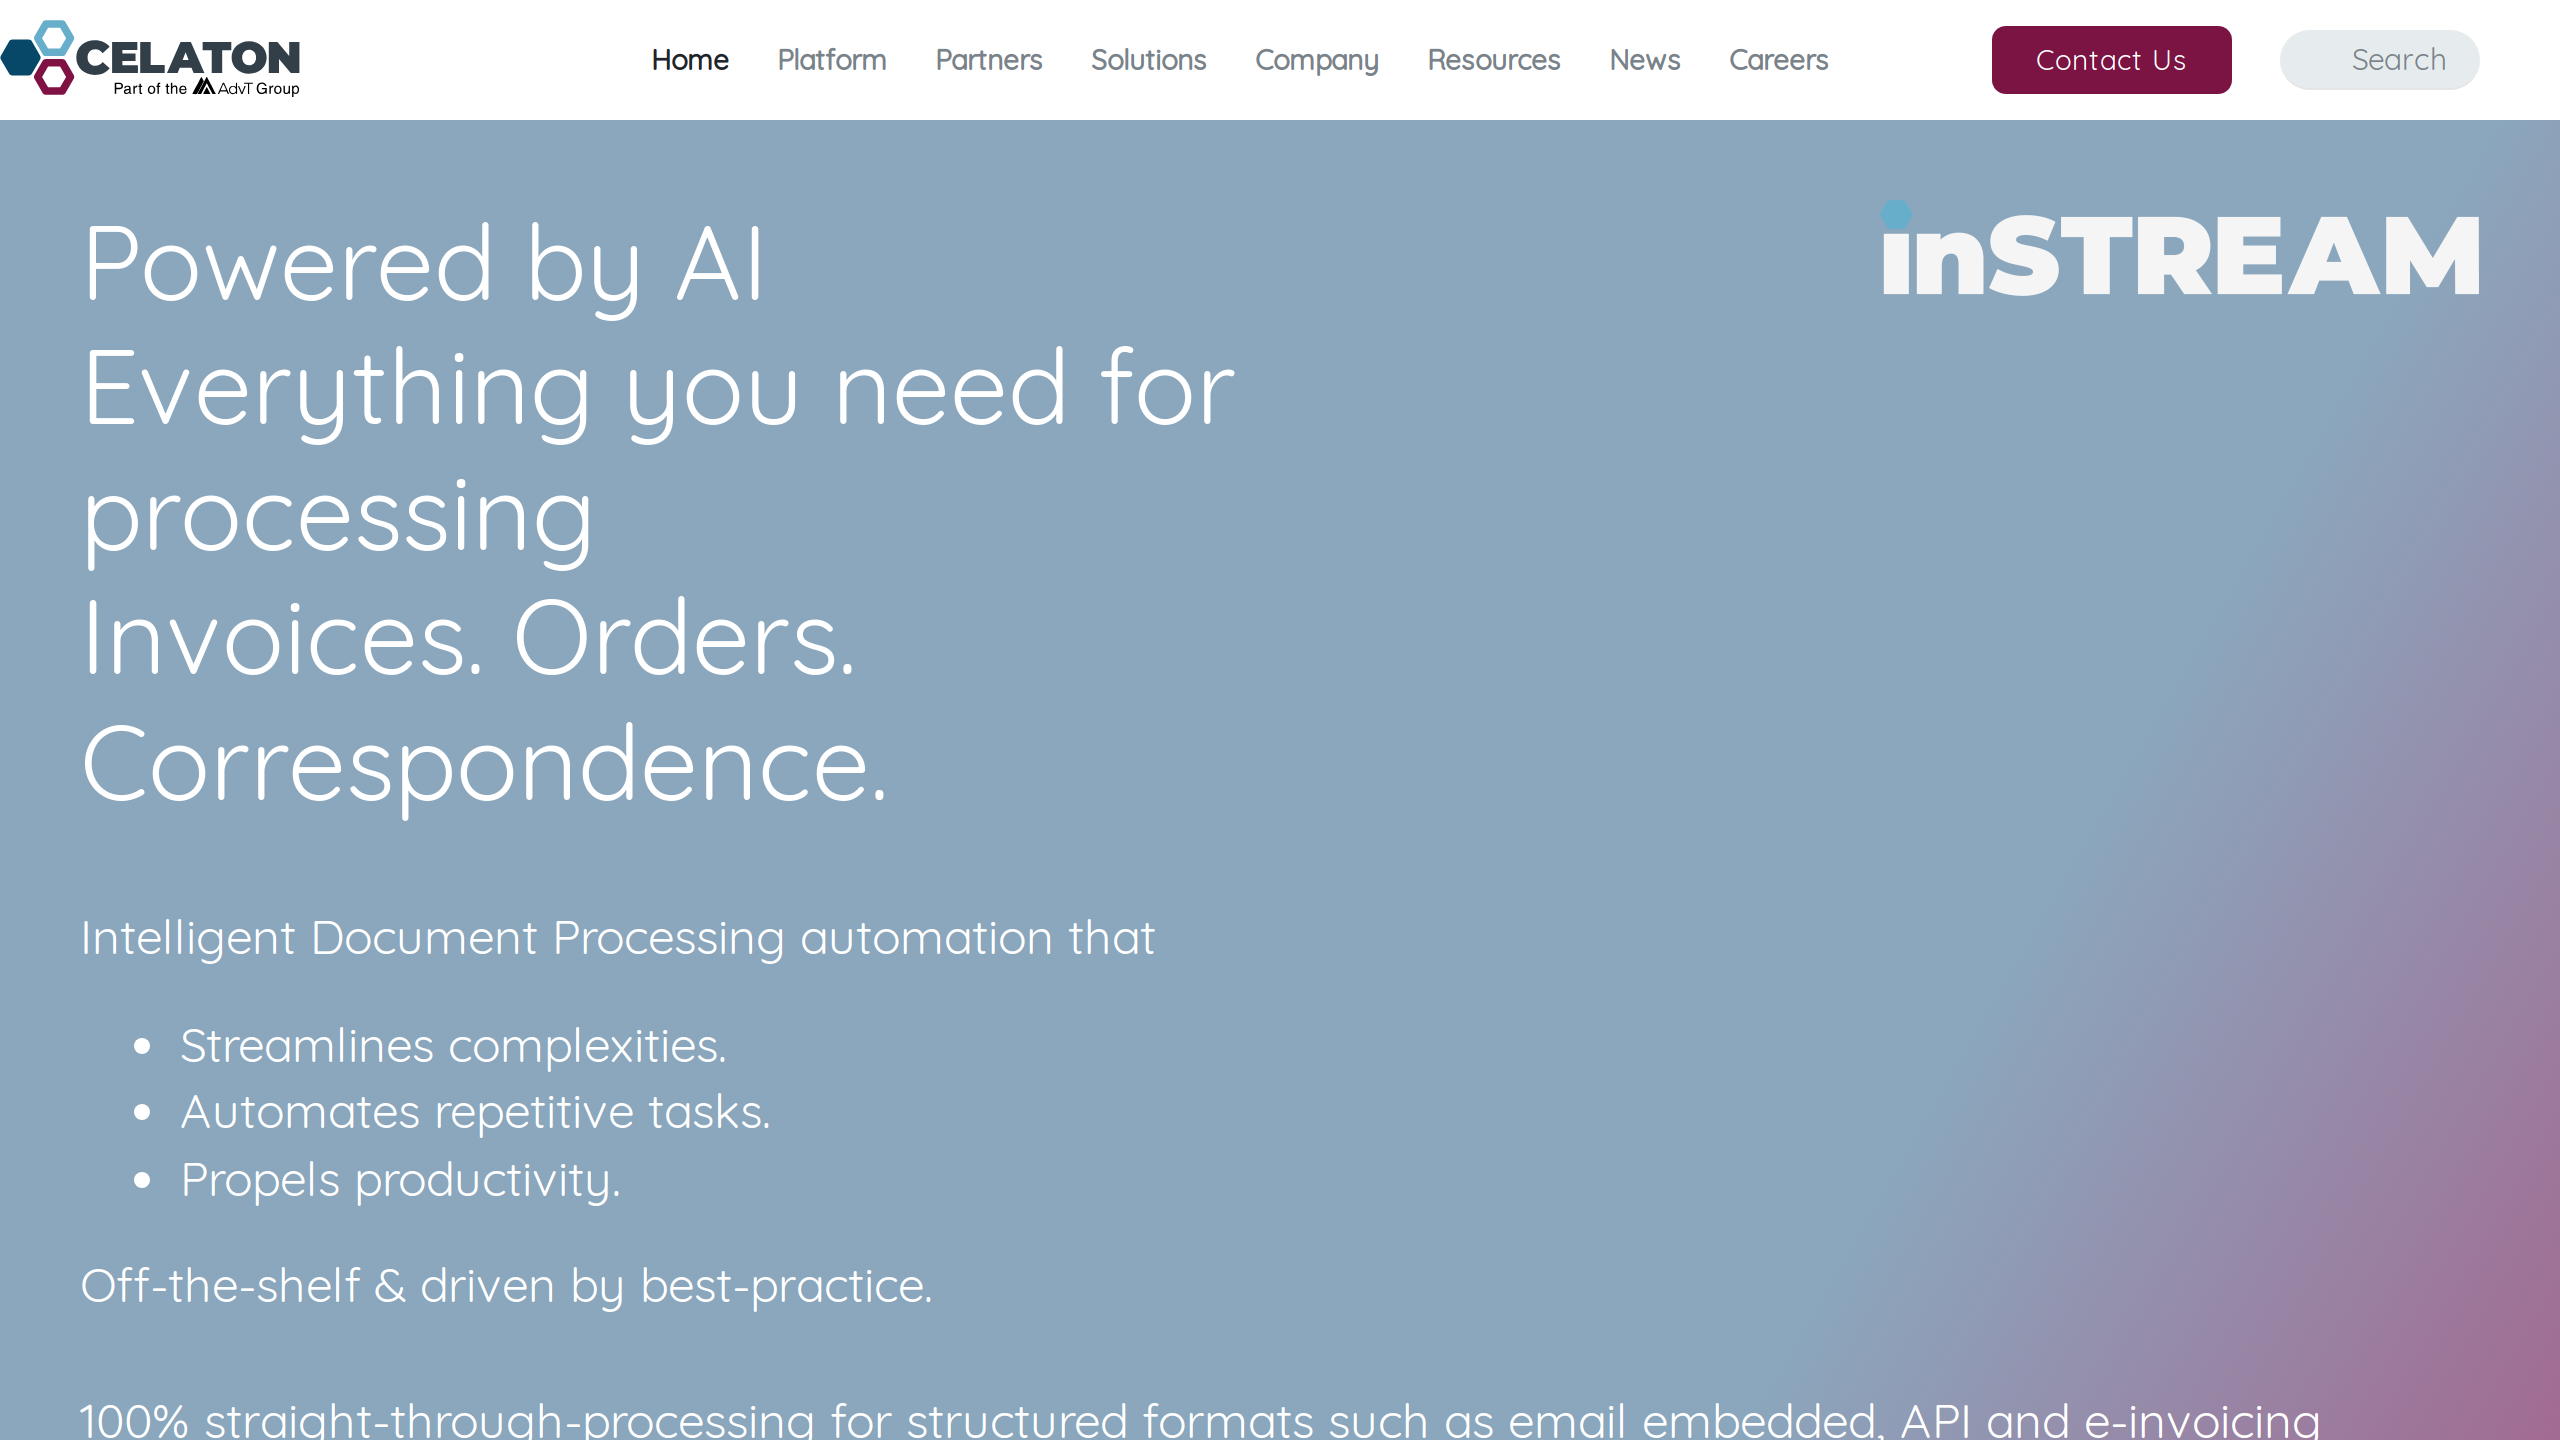 CELATON
Part of the AdvT Group
Home Platform Partners Solutions Company Resources News Careers
Contact Us
Search
inSTREAM
Powered by AI
Everything you need for
processing
Invoices. Orders.
Correspondence.
Intelligent Document Processing automation that
• Streamlines complexities.
• Automates repetitive tasks.
• Propels productivity.
Off-the-shelf & driven by best-practice.
100% straight-through-processing for structured formats such as email embedded, API and e-invoicing